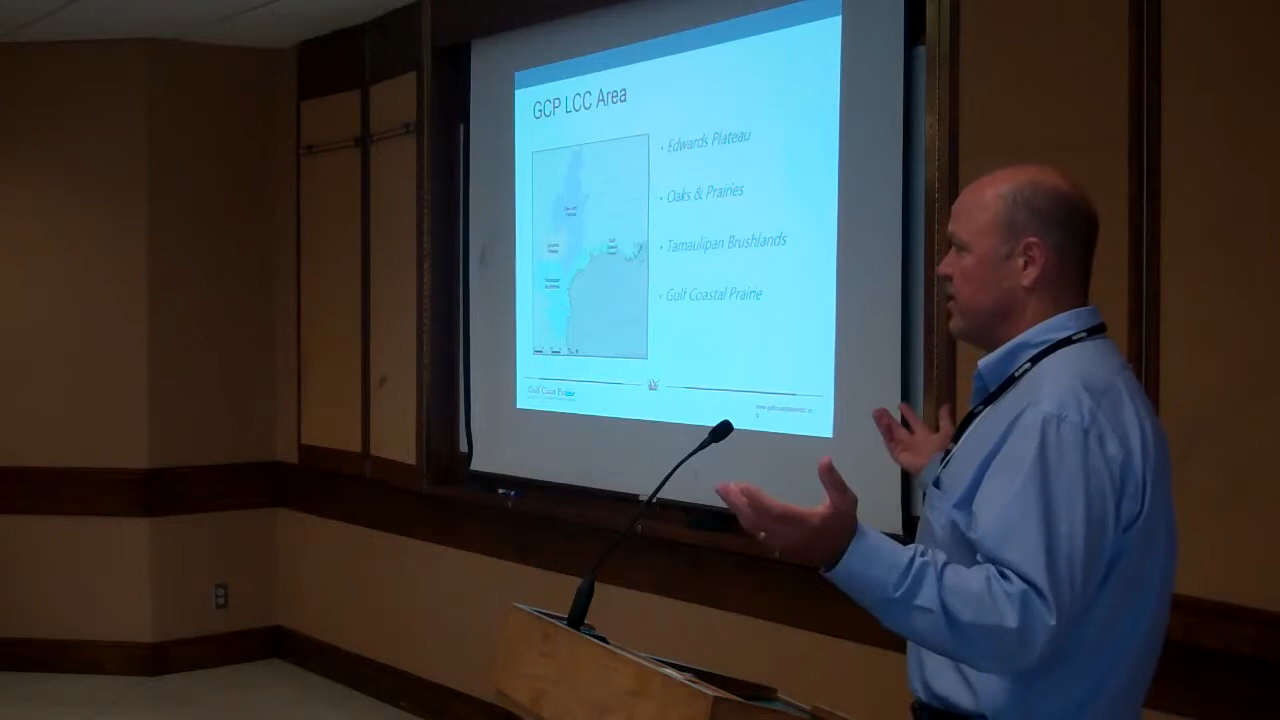 GCP LCC Area
• Edwards Plateau
• Oaks & Prairies
• Tamaulipan Brushlands
• Gulf Coastal Prairie
Gulf Coast Prairie